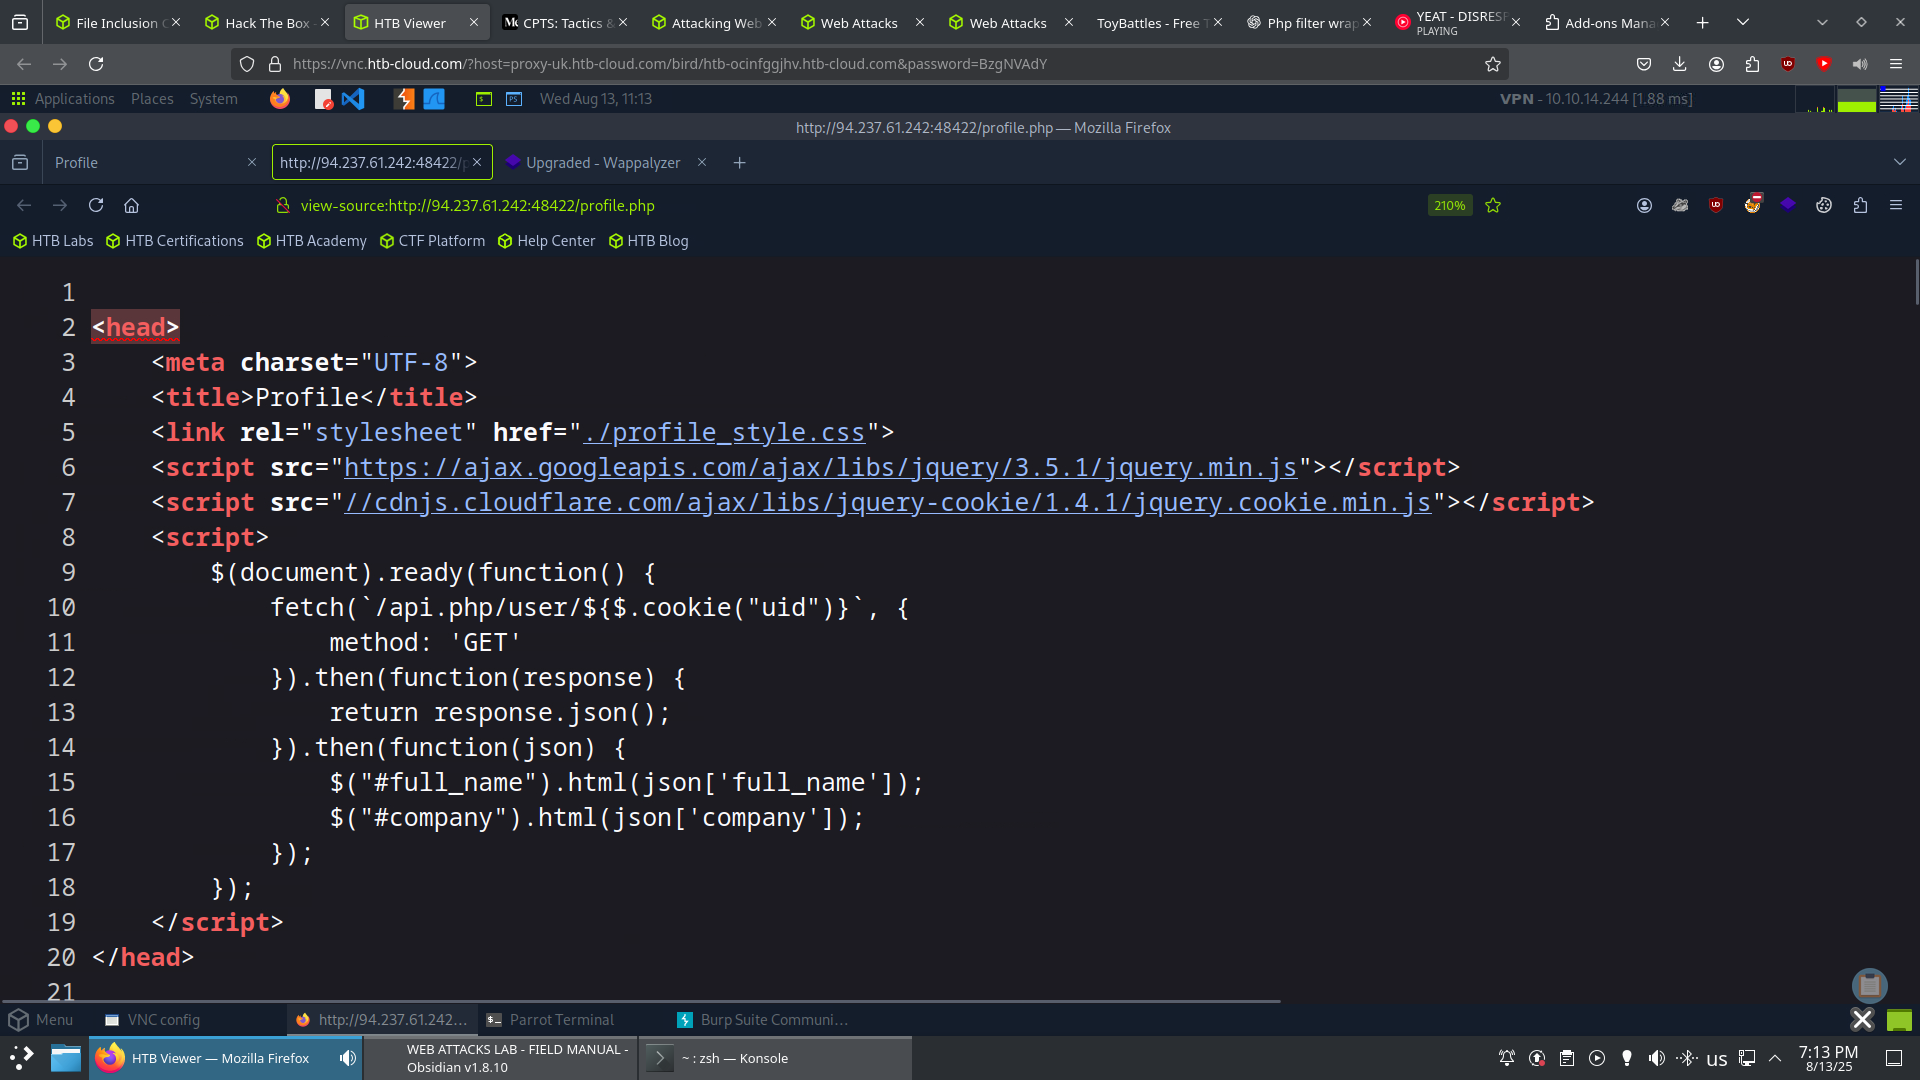 File Inclusion
Hack The Box -
HTB Viewer
CPTS: Tactics &
Attacking Web
Web Attacks
Web Attacks
ToyBattles - Free T
Php filter wrap
YEAT - DISRESP
PLAYING
Add-ons Mana
https://vnc.htb-cloud.com/?host=proxy-uk.htb-cloud.com/bird/htb-ocinfggjhv.htb-cloud.com&password=BzgNVAdY
Applications Places System
Wed Aug 13, 11:13
VPN - 10.10.14.244 [1.88 ms]
http://94.237.61.242:48422/profile.php — Mozilla Firefox
Profile
http://94.237.61.242:48422/p
Upgraded - Wappalyzer
view-source:http://94.237.61.242:48422/profile.php
210%
HTB Labs HTB Certifications HTB Academy CTF Platform Help Center HTB Blog
1
2 <head>
3 <meta charset="UTF-8">
4 <title>Profile</title>
5 <link rel="stylesheet" href="./profile_style.css">
6 <script src="https://ajax.googleapis.com/ajax/libs/jquery/3.5.1/jquery.min.js"></script>
7 <script src="//cdnjs.cloudflare.com/ajax/libs/jquery-cookie/1.4.1/jquery.cookie.min.js"></script>
8 <script>
9 $(document).ready(function() {
10 fetch(`/api.php/user/${$.cookie("uid")}`, {
11 method: 'GET'
12 }).then(function(response) {
13 return response.json();
14 }).then(function(json) {
15 $("#full_name").html(json['full_name']);
16 $("#company").html(json['company']);
17 });
18 });
19 </script>
20 </head>
21
Menu
VNC config
http://94.237.61.242...
Parrot Terminal
Burp Suite Communi...
HTB Viewer — Mozilla Firefox
WEB ATTACKS LAB - FIELD MANUAL -
Obsidian v1.8.10
~ : zsh — Konsole
us
7:13 PM
8/13/25